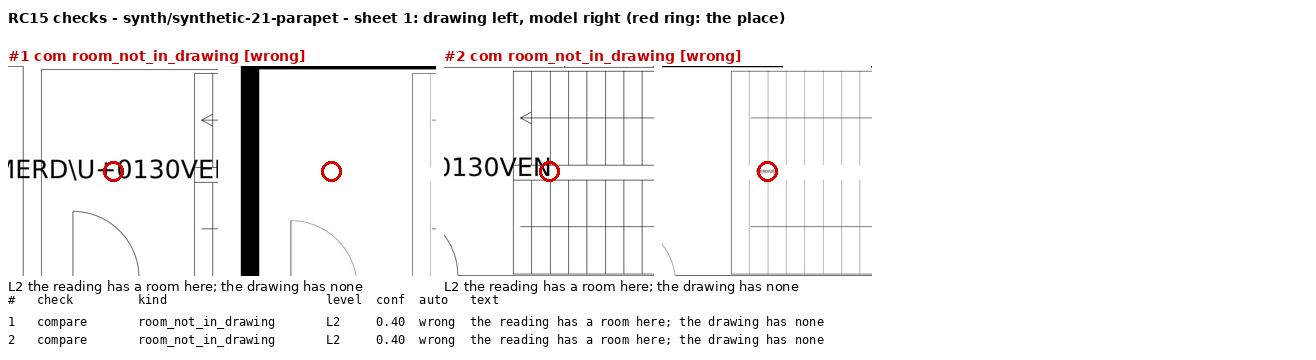 RC15 checks - synth/synthetic-21-parapet - sheet 1: drawing left, model right (red ring: the place)
#1 com room_not_in_drawing [wrong] #2 com room_not_in_drawing [wrong]
MERD\U+0130VEN 0130VEN
L2 the reading has a room here; the drawing has none L2 the reading has a room here; the drawing has none
# check kind level conf auto text
1 compare room_not_in_drawing L2 0.40 wrong the reading has a room here; the drawing has none
2 compare room_not_in_drawing L2 0.40 wrong the reading has a room here; the drawing has none